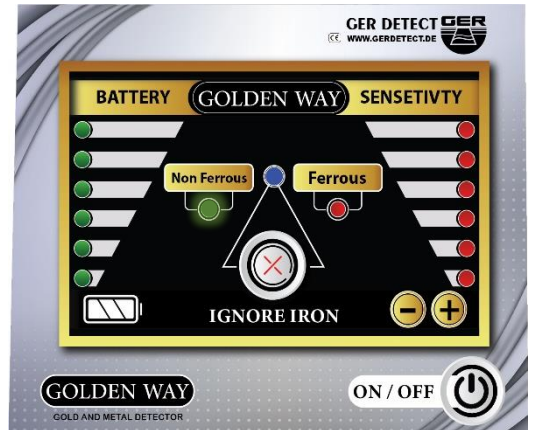 GER DETECT GER
CE WWW.GERDETECT.DE
BATTERY GOLDEN WAY SENSETIVTY
Non Ferrous Ferrous
IGNORE IRON
- +
GOLDEN WAY ON / OFF
GOLD AND METAL DETECTOR